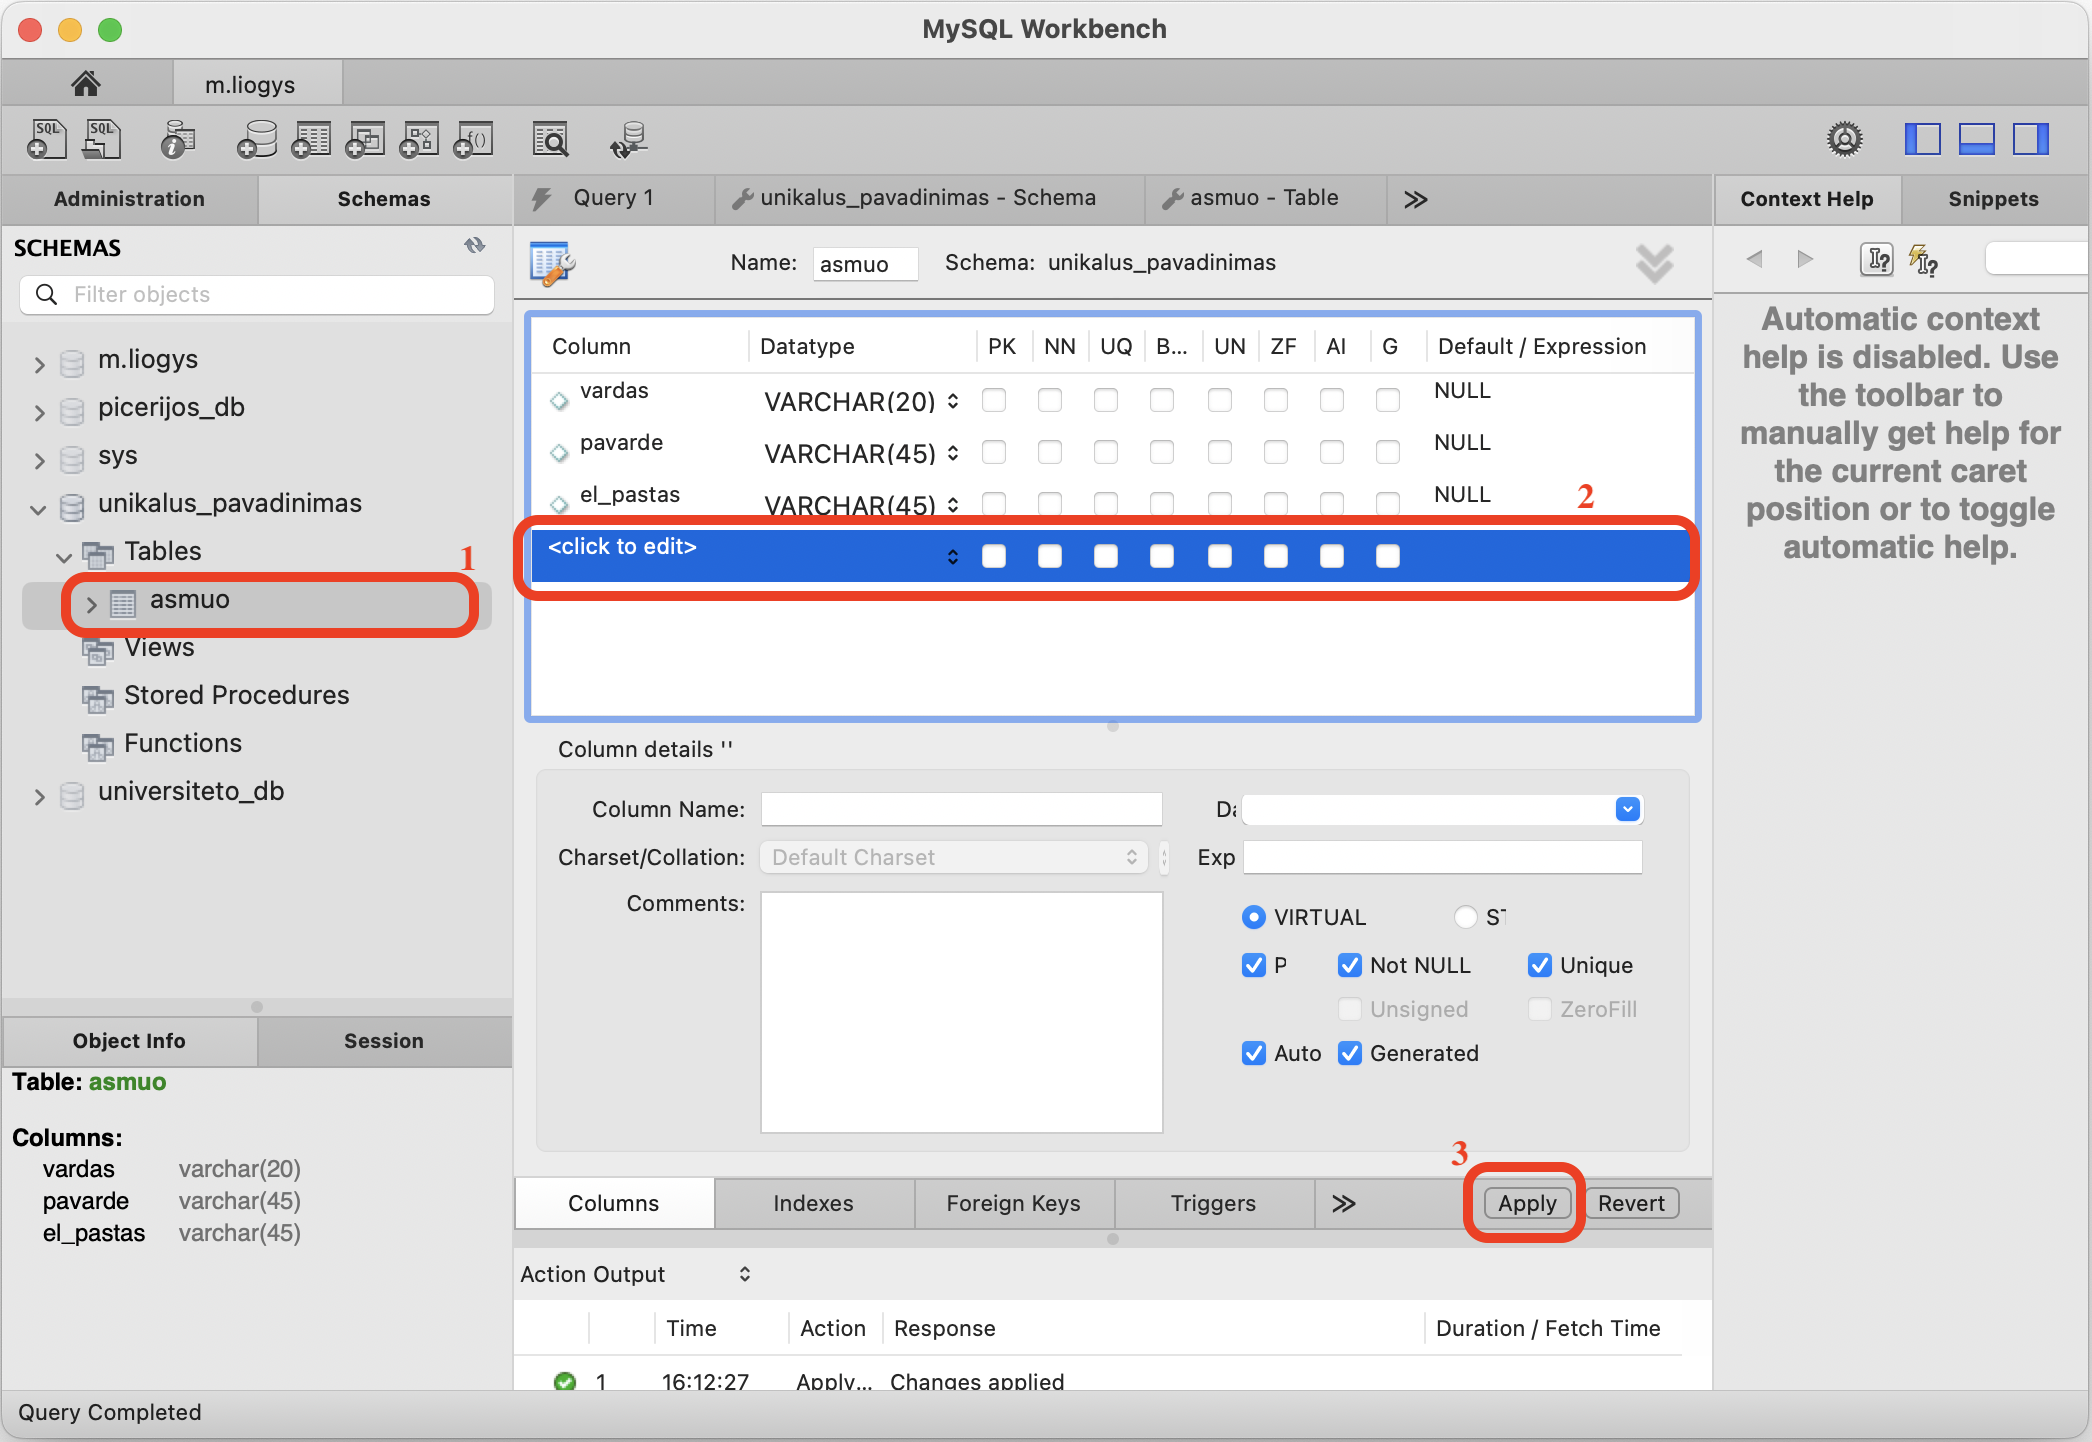 MySQL Workbench
m.liogys
SQL SQL i f()
Administration Schemas
SCHEMAS
Filter objects
m.liogys
picerijos_db
sys
unikalus_pavadinimas
Tables
1
asmuo
Views
Stored Procedures
Functions
universiteto_db
Object Info Session
Table: asmuo
Columns:
vardas varchar(20)
pavarde varchar(45)
el_pastas varchar(45)
Query 1 unikalus_pavadinimas - Schema asmuo - Table
Name: asmuo Schema: unikalus_pavadinimas
Column Datatype PK NN UQ B... UN ZF AI G Default / Expression
vardas VARCHAR(20) NULL
pavarde VARCHAR(45) NULL
el_pastas VARCHAR(45) NULL
2
<click to edit>
Column details ''
Column Name: Da
Charset/Collation: Default Charset Exp
Comments:
VIRTUAL ST
P Not NULL Unique
Unsigned ZeroFill
Auto Generated
3
Columns Indexes Foreign Keys Triggers Apply Revert
Action Output
Time Action Response Duration / Fetch Time
1 16:12:27 Apply... Changes applied
Context Help Snippets
I? I?
Automatic context
help is disabled. Use
the toolbar to
manually get help for
the current caret
position or to toggle
automatic help.
Query Completed